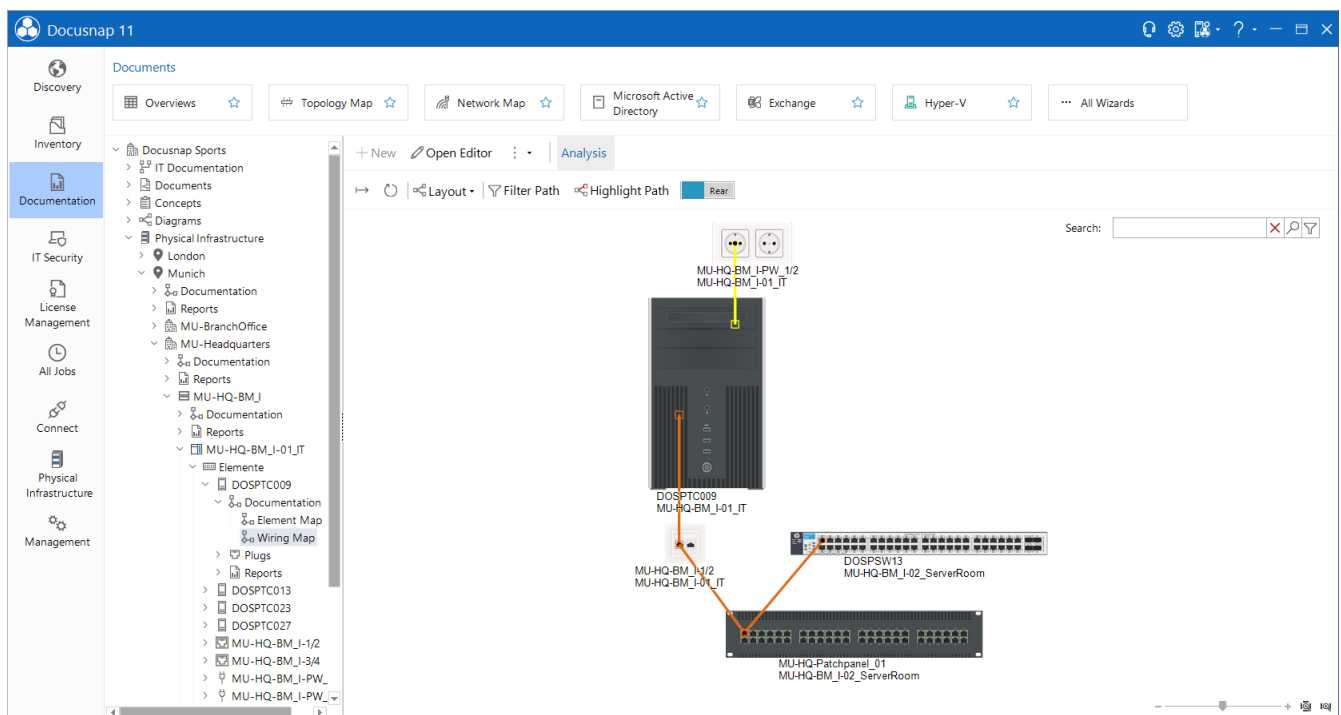 Docusnap 11
Discovery
Inventory
Documentation
IT Security
License
Management
All Jobs
Connect
Physical
Infrastructure
Management
Documents
Overviews
Topology Map
Network Map
Microsoft Active
Directory
Exchange
Hyper-V
All Wizards
Docusnap Sports
IT Documentation
Documents
Concepts
Diagrams
Physical Infrastructure
London
Munich
Documentation
Reports
MU-BranchOffice
MU-Headquarters
Documentation
Reports
MU-HQ-BM_I
Documentation
Reports
MU-HQ-BM_I-01_IT
Elemente
DOSPTC009
Documentation
Element Map
Wiring Map
Plugs
Reports
DOSPTC013
DOSPTC023
DOSPTC027
MU-HQ-BM_I-1/2
MU-HQ-BM_I-3/4
MU-HQ-BM_I-PW_
MU-HQ-BM_I-PW_
New
Open Editor
Analysis
Layout
Filter Path
Highlight Path
Rear
Search:
MU-HQ-BM_I-PW_1/2
MU-HQ-BM_I-01_IT
DOSPTC009
MU-HQ-BM_I-01_IT
MU-HQ-BM_I-1/2
MU-HQ-BM_I-01_IT
DOSPSW13
MU-HQ-BM_I-02_ServerRoom
MU-HQ-Patchpanel_01
MU-HQ-BM_I-02_ServerRoom